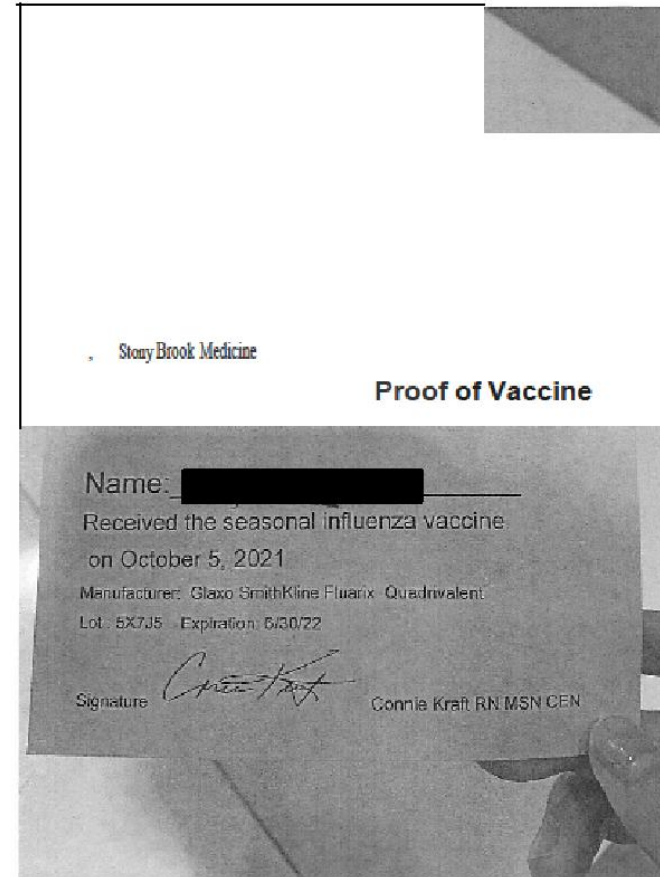 , Stony Brook Medicine
Proof of Vaccine
Name:
Received the seasonal influenza vaccine
on October 5, 2021
Manufacturer: Glaxo SmithKline Fluarix Quadrivalent
Lot: 5X7J5 Expiration: 6/30/22
Signature Connie Kraft RN MSN CEN